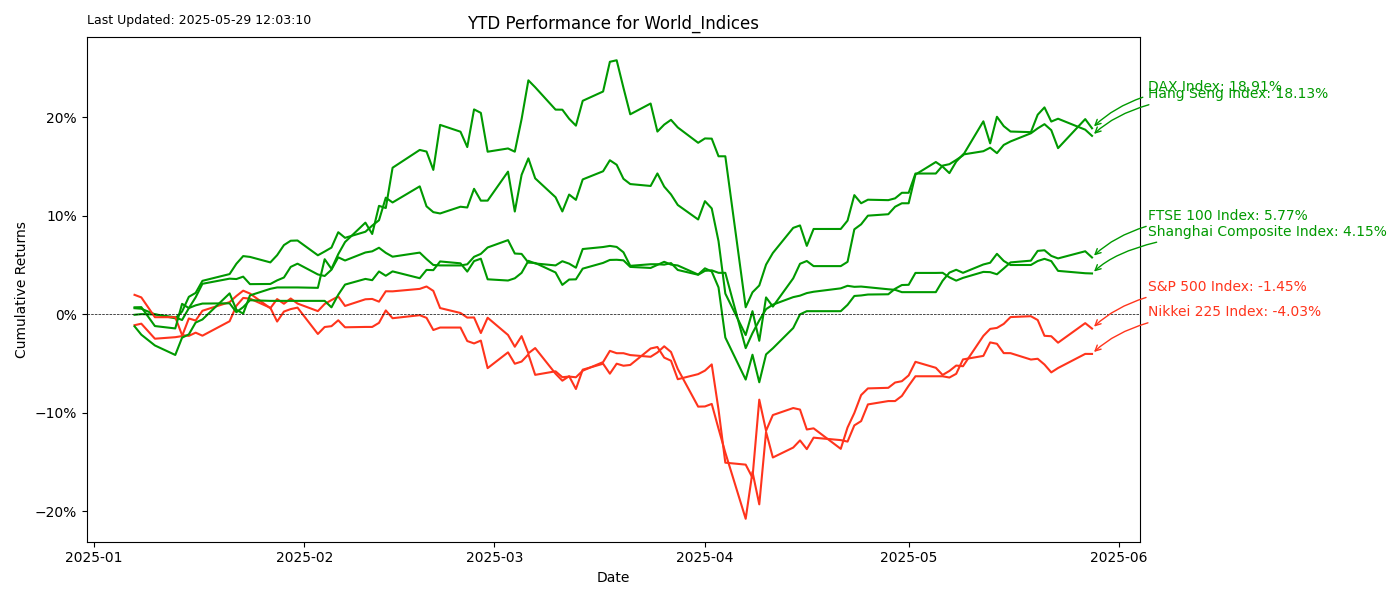 Last Updated: 2025-05-29 12:03:10
YTD Performance for World_Indices
Cumulative Returns
20%
10%
0%
−10%
−20%
DAX Index: 18.91%
Hang Seng Index: 18.13%
FTSE 100 Index: 5.77%
Shanghai Composite Index: 4.15%
S&P 500 Index: -1.45%
Nikkei 225 Index: -4.03%
2025-01
2025-02
2025-03
2025-04
2025-05
2025-06
Date